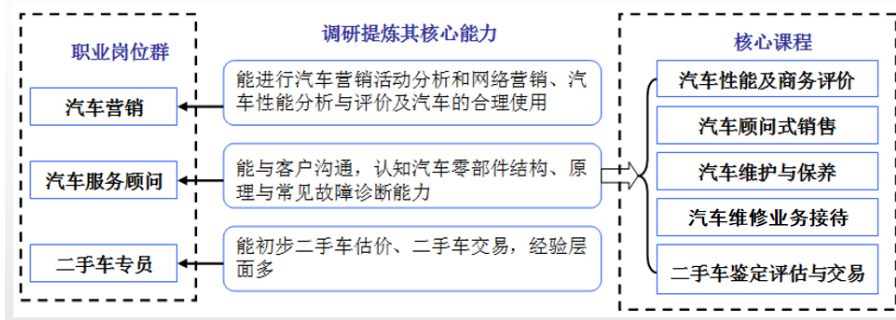 职业岗位群
调研提炼其核心能力
核心课程
汽车营销
能进行汽车营销活动分析和网络营销、汽
车性能分析与评价及汽车的合理使用
汽车服务顾问
能与客户沟通，认知汽车零部件结构、原
理与常见故障诊断能力
二手车专员
能初步二手车估价、二手车交易，经验层
面多
汽车性能及商务评价
汽车顾问式销售
汽车维护与保养
汽车维修业务接待
二手车鉴定评估与交易